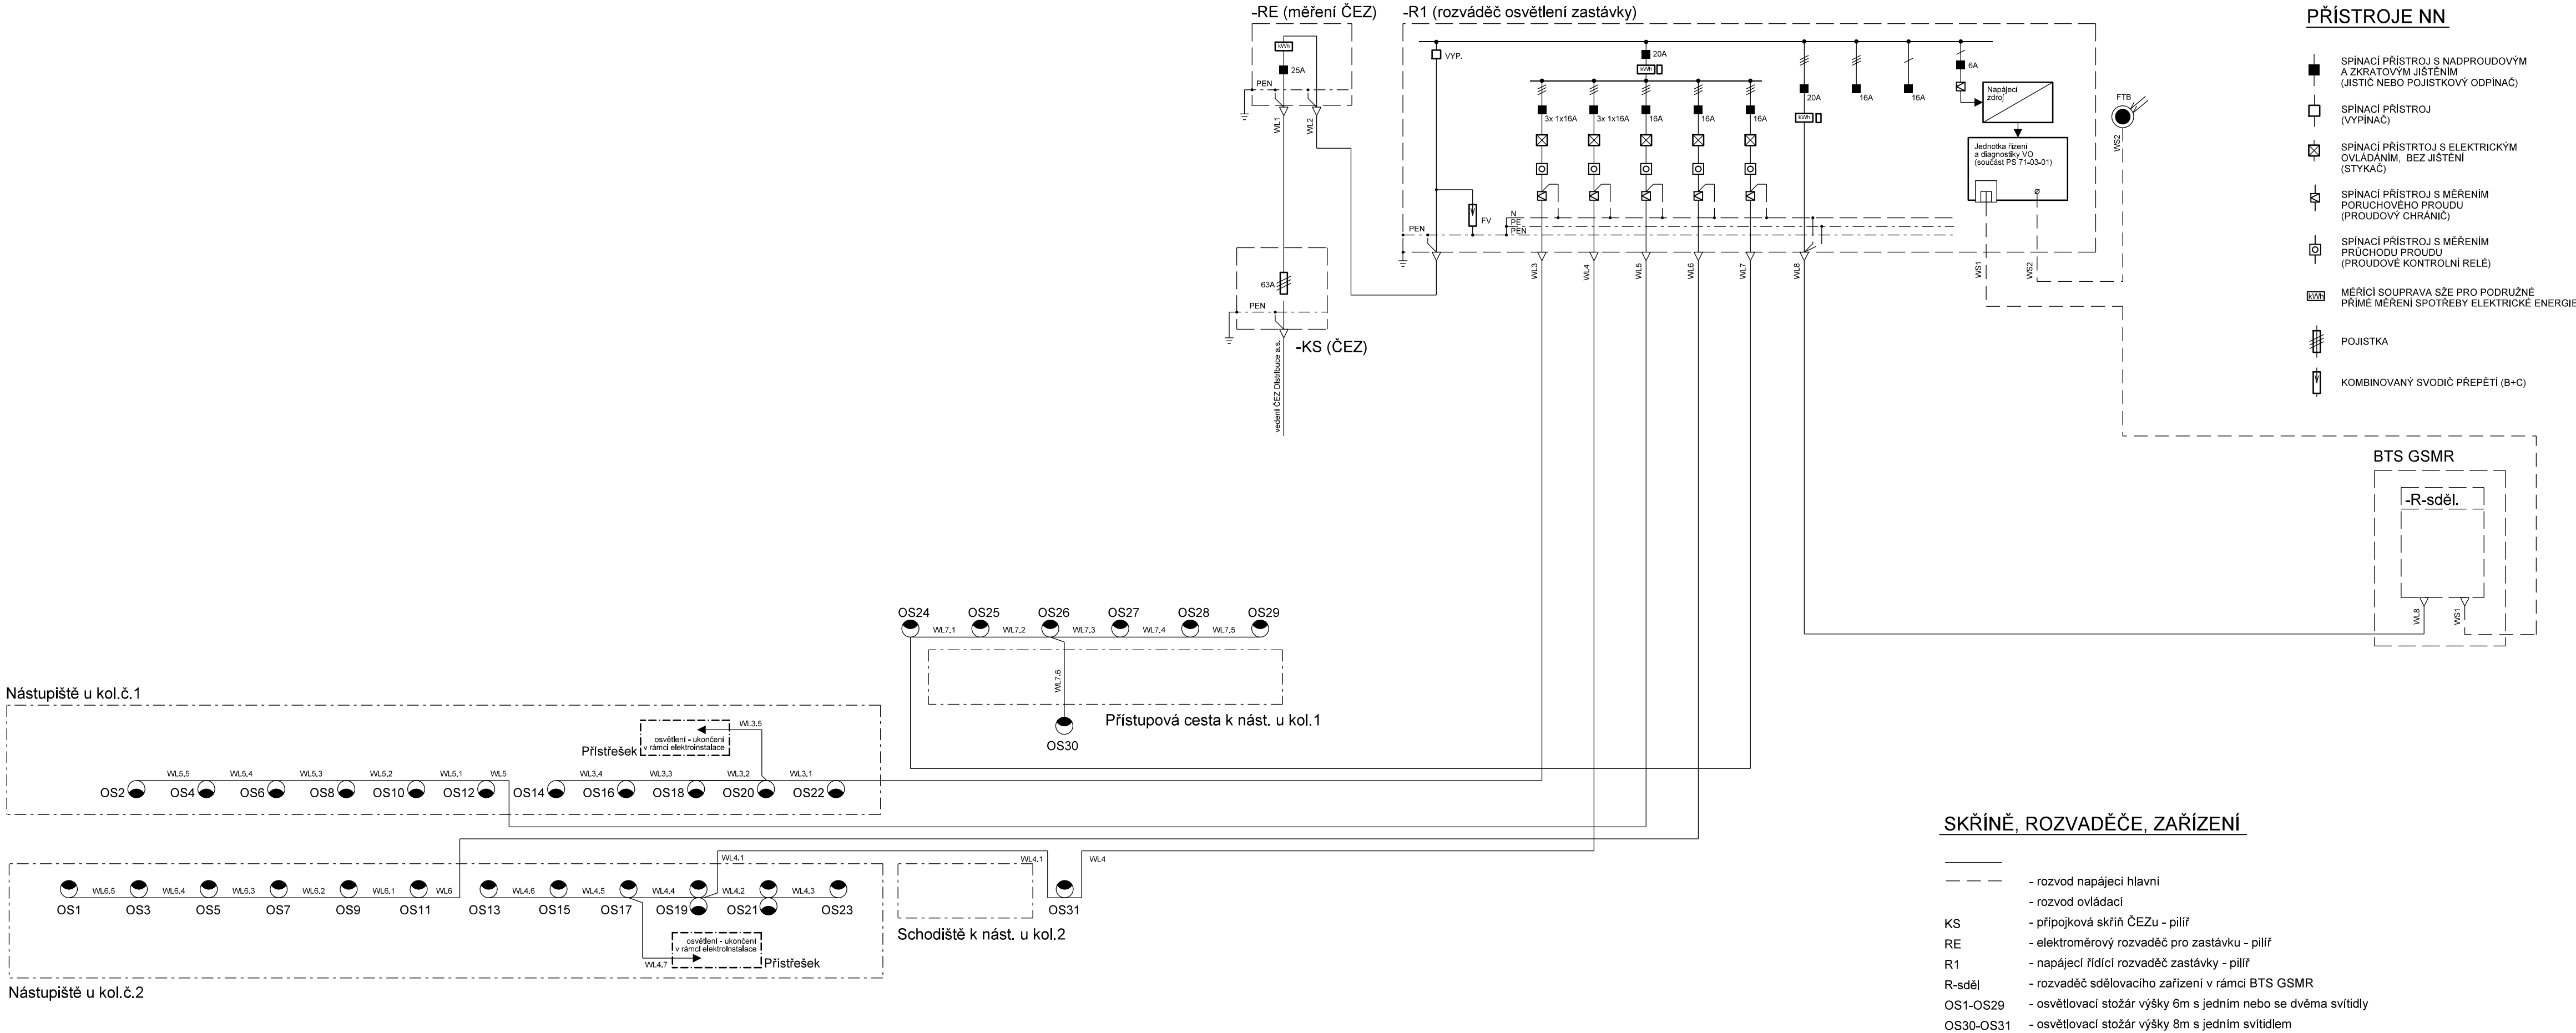 -RE (měření ČEZ)
kWh
25A
PEN
WL1
WL2
63A
PEN
-KS (ČEZ)
vedení ČEZ Distribuce a.s.
-R1 (rozváděč osvětlení zastávky)
VYP.
20A
kWh
3x 1x16A
3x 1x16A
16A
16A
16A
20A
kWh
16A
16A
6A
Napájecí
zdroj
Jednotka řízení
a diagnostiky VO
(součást PS 71-03-01)
FV
N
PE
PEN
PEN
WL3
WL4
WL5
WL6
WL7
WL8
WS1
WS2
FTB
WS2
PŘÍSTROJE NN
SPÍNACÍ PŘÍSTROJ S NADPROUDOVÝM
A ZKRATOVÝM JIŠTĚNÍM
(JISTIČ NEBO POJISTKOVÝ ODPÍNAČ)
SPÍNACÍ PŘÍSTROJ
(VYPÍNAČ)
SPÍNACÍ PŘÍSTRTOJ S ELEKTRICKÝM
OVLÁDÁNÍM, BEZ JIŠTĚNÍ
(STYKAČ)
SPÍNACÍ PŘÍSTROJ S MĚŘENÍM
PORUCHOVÉHO PROUDU
(PROUDOVÝ CHRÁNIČ)
SPÍNACÍ PŘÍSTROJ S MĚŘENÍM
PRŮCHODU PROUDU
(PROUDOVÉ KONTROLNÍ RELÉ)
kWh
MĚŘÍCÍ SOUPRAVA SŽE PRO PODRUŽNÉ
PŘÍMÉ MĚŘENÍ SPOTŘEBY ELEKTRICKÉ ENERGIE
POJISTKA
KOMBINOVANÝ SVODIČ PŘEPĚTÍ (B+C)
BTS GSMR
-R-sděl.
WL8
WS1
OS24 OS25 OS26 OS27 OS28 OS29
WL7.1 WL7.2 WL7.3 WL7.4 WL7.5
WL7.6
OS30
Přístupová cesta k nást. u kol.1
Nástupiště u kol.č.1
Přístřešek
osvětlení - ukončení
v rámci elektroinstalace
WL3.5
WL5.5 WL5.4 WL5.3 WL5.2 WL5.1 WL5 WL3.4 WL3.3 WL3.2 WL3.1
OS2 OS4 OS6 OS8 OS10 OS12 OS14 OS16 OS18 OS20 OS22
WL4.1
WL4.1
WL4
WL6.5 WL6.4 WL6.3 WL6.2 WL6.1 WL6 WL4.6 WL4.5 WL4.4 WL4.2 WL4.3
OS1 OS3 OS5 OS7 OS9 OS11 OS13 OS15 OS17 OS19 OS21 OS23 OS31
Schodiště k nást. u kol.2
osvětlení - ukončení
v rámci elektroinstalace
WL4.7
Přístřešek
Nástupiště u kol.č.2
SKŘÍNĚ, ROZVADĚČE, ZAŘÍZENÍ
- rozvod napájecí hlavní
- rozvod ovládací
KS - přípojková skříň ČEZu - pilíř
RE - elektroměrový rozvaděč pro zastávku - pilíř
R1 - napájecí řídící rozvaděč zastávky - pilíř
R-sděl - rozvaděč sdělovacího zařízení v rámci BTS GSMR
OS1-OS29 - osvětlovací stožár výšky 6m s jedním nebo se dvěma svítidly
OS30-OS31 - osvětlovací stožár výšky 8m s jedním svítidlem